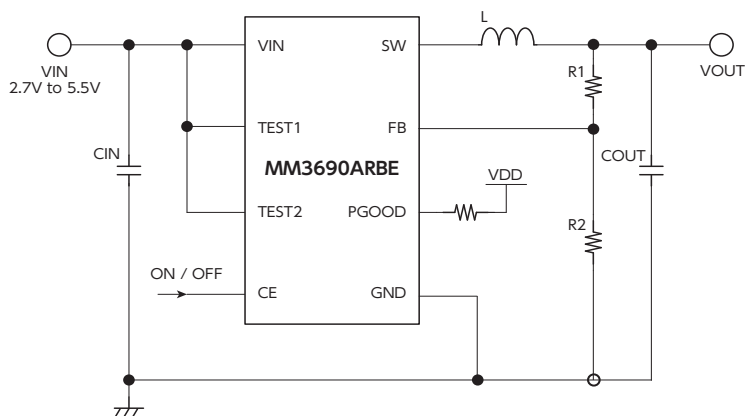 L
VIN
2.7V to 5.5V
VIN
SW
R1
VOUT
TEST1
FB
CIN
MM3690ARBE
COUT
VDD
TEST2
PGOOD
R2
ON / OFF
CE
GND